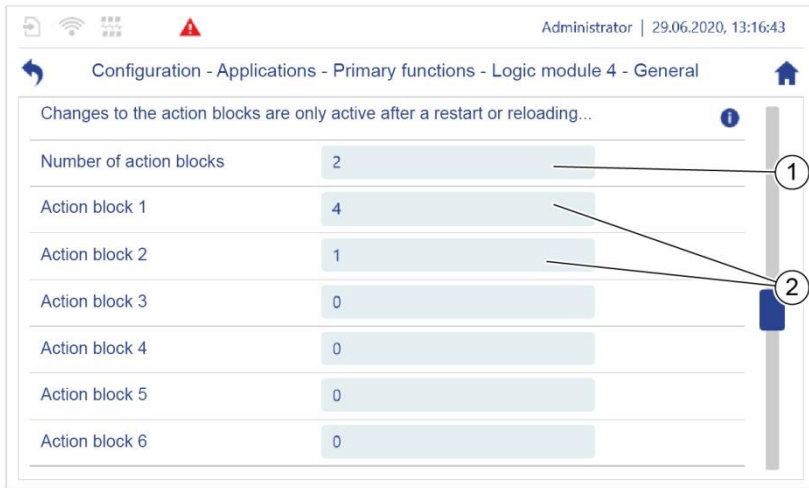 Administrator | 29.06.2020, 13:16:43
Configuration - Applications - Primary functions - Logic module 4 - General
Changes to the action blocks are only active after a restart or reloading...
Number of action blocks 2
1
Action block 1 4
Action block 2 1
2
Action block 3 0
Action block 4 0
Action block 5 0
Action block 6 0